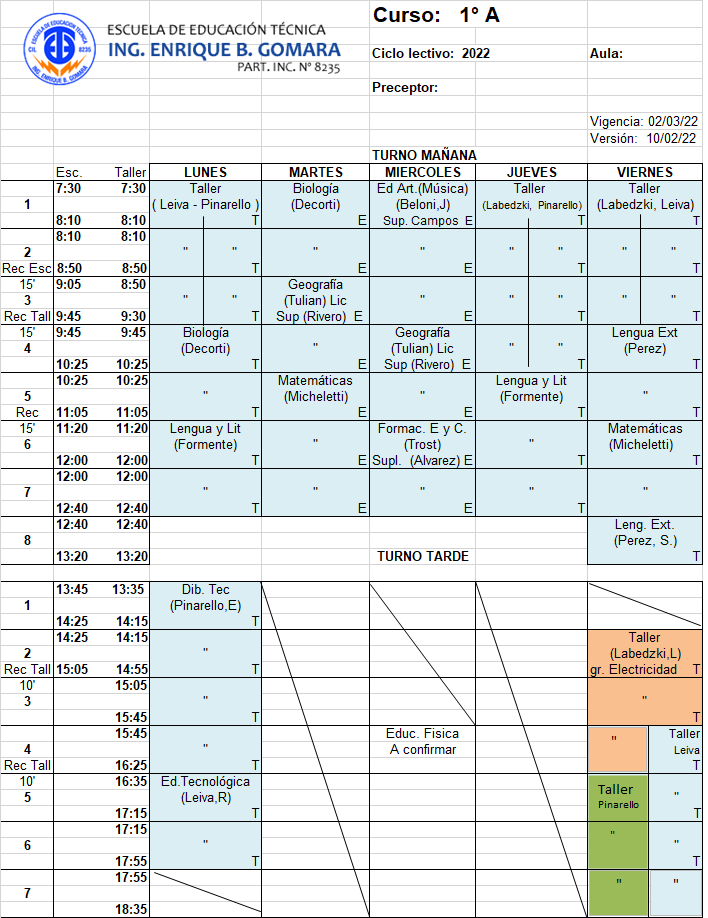 ESCUELA DE EDUCACIÓN TÉCNICA
CIL
ING. ENRIQUE B. GOMARA
ESCUELA DE EDUCACIÓN TÉCNICA
ING. ENRIQUE B. GOMARA
PART. INC. Nº 8235
Curso: 1° A
Ciclo lectivo: 2022 Aula:
Preceptor:
Vigencia: 02/03/22
Versión: 10/02/22
TURNO MAÑANA
Esc. Taller LUNES MARTES MIERCOLES JUEVES VIERNES
7:30 7:30 Taller Biología Ed Art.(Música) Taller Taller
1 ( Leiva - Pinarello ) (Decorti) (Beloni,J) (Labedzki, Pinarello) (Labedzki, Leiva)
8:10 8:10 T E Sup. Campos E T T
8:10 8:10
2 " " " " " " " "
Rec Esc 8:50 8:50 T E E T T
15' 9:05 8:50 Geografía
3 " " (Tulian) Lic " " " " "
Rec Tall 9:45 9:30 T Sup (Rivero) E E T T
15' 9:45 9:45 Biología Geografía Lengua Ext
4 (Decorti) " (Tulian) Lic " " (Perez)
10:25 10:25 T E Sup (Rivero) E T T
10:25 10:25 Matemáticas Lengua y Lit
5 " (Micheletti) " (Formente) "
Rec 11:05 11:05 T E E T T
15' 11:20 11:20 Lengua y Lit Formac. E y C. Matemáticas
6 (Formente) " (Trost) " (Micheletti)
12:00 12:00 T E Supl. (Alvarez) E T T
12:00 12:00
7 " " " " "
12:40 12:40 T E E T T
12:40 12:40 Leng. Ext.
8 (Perez, S.)
13:20 13:20 TURNO TARDE T
13:45 13:35 Dib. Tec
1 (Pinarello,E)
14:25 14:15 T
14:25 14:15 Taller
2 " (Labedzki,L)
Rec Tall 15:05 14:55 T gr. Electricidad T
10' 15:05
3 " "
15:45 T T
15:45 Educ. Fisica Taller
4 " A confirmar " Leiva
Rec Tall 16:25 T T
10' 16:35 Ed.Tecnológica Taller
5 (Leiva,R) Pinarello "
17:15 T T
17:15
6 " " "
17:55 T T
17:55
7 " "
18:35